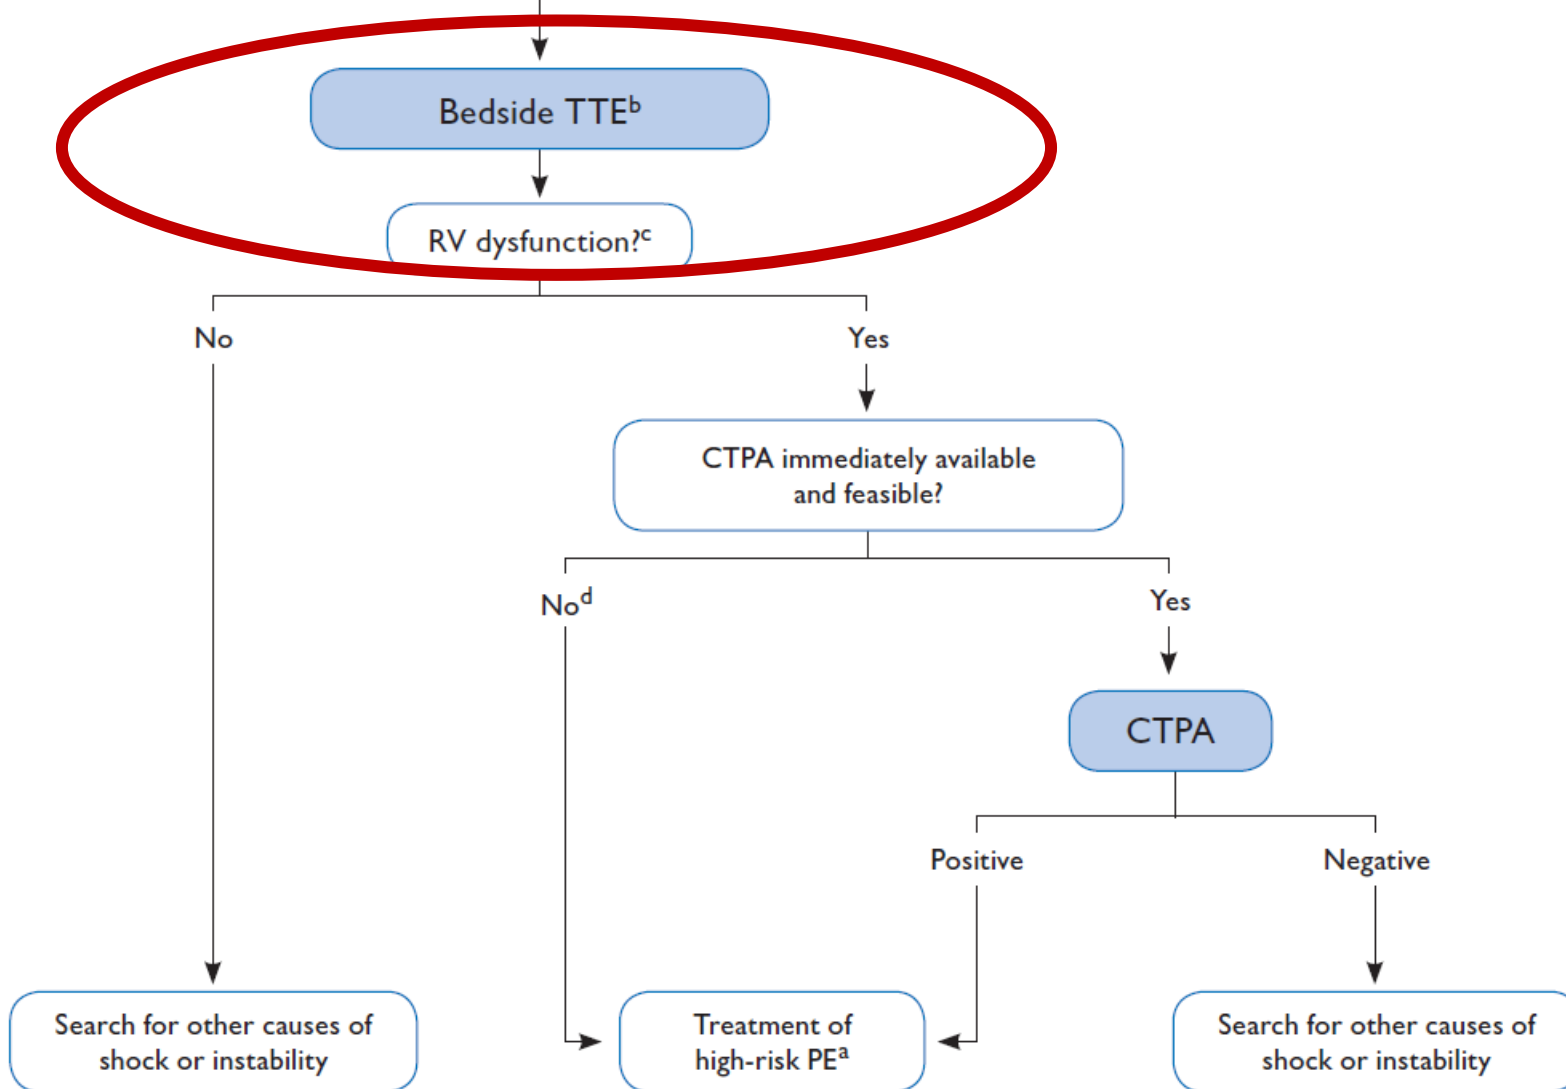 Bedside TTEᵇ
RV dysfunction?ᶜ
No
Yes
CTPA immediately available
and feasible?
Noᵈ
Yes
CTPA
Positive
Negative
Search for other causes of
shock or instability
Treatment of
high-risk PEᵃ
Search for other causes of
shock or instability